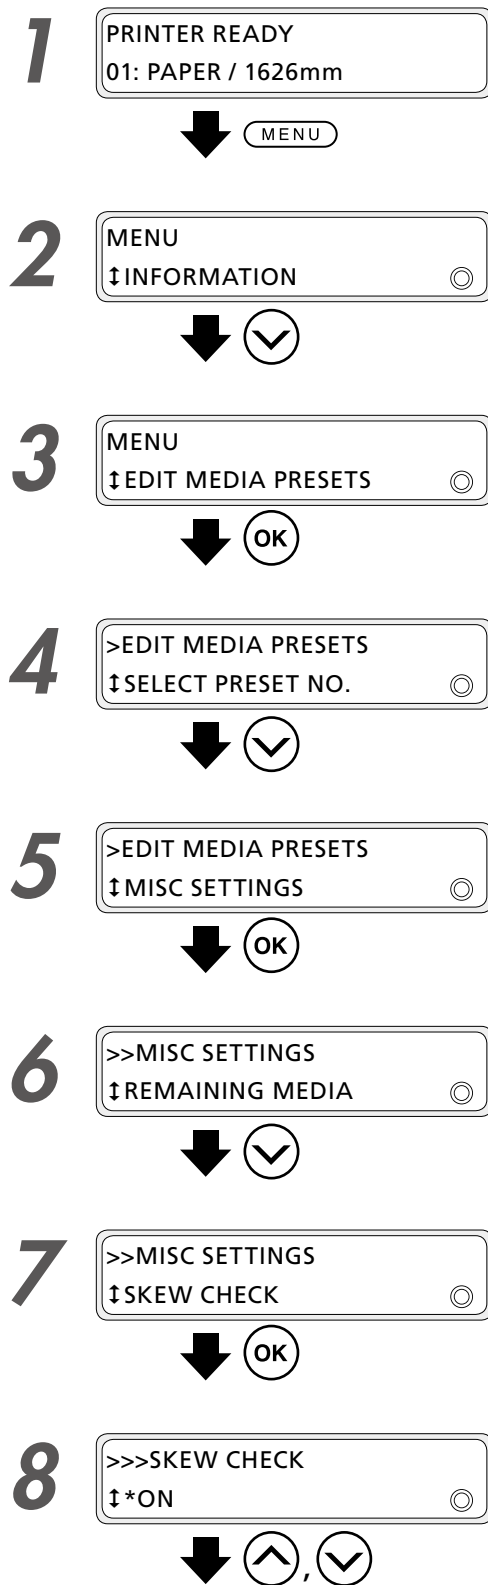 1
PRINTER READY
01: PAPER / 1626mm
MENU
2
MENU
↕INFORMATION
3
MENU
↕EDIT MEDIA PRESETS
OK
4
>EDIT MEDIA PRESETS
↕SELECT PRESET NO.
5
>EDIT MEDIA PRESETS
↕MISC SETTINGS
OK
6
>>MISC SETTINGS
↕REMAINING MEDIA
7
>>MISC SETTINGS
↕SKEW CHECK
OK
8
>>>SKEW CHECK
↕*ON
,